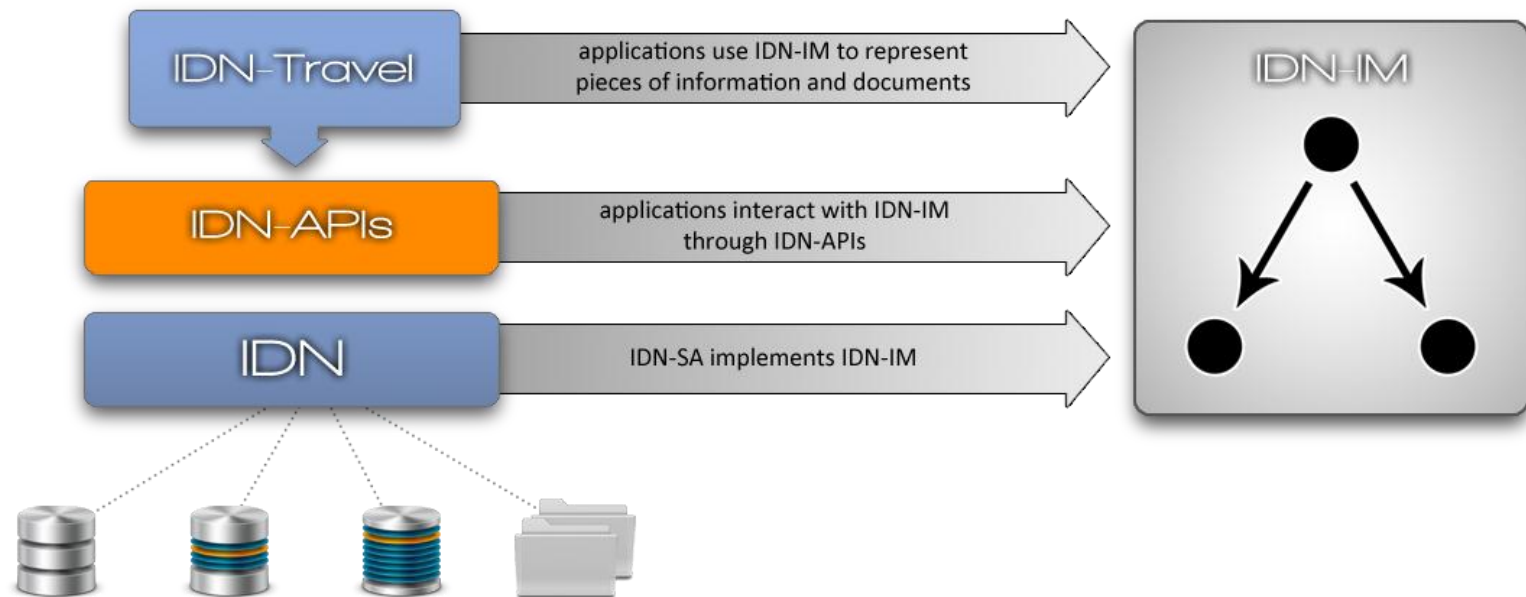 IDN-Travel
applications use IDN-IM to represent
pieces of information and documents
IDN-IM
IDN-APIs
applications interact with IDN-IM
through IDN-APIs
IDN
IDN-SA implements IDN-IM